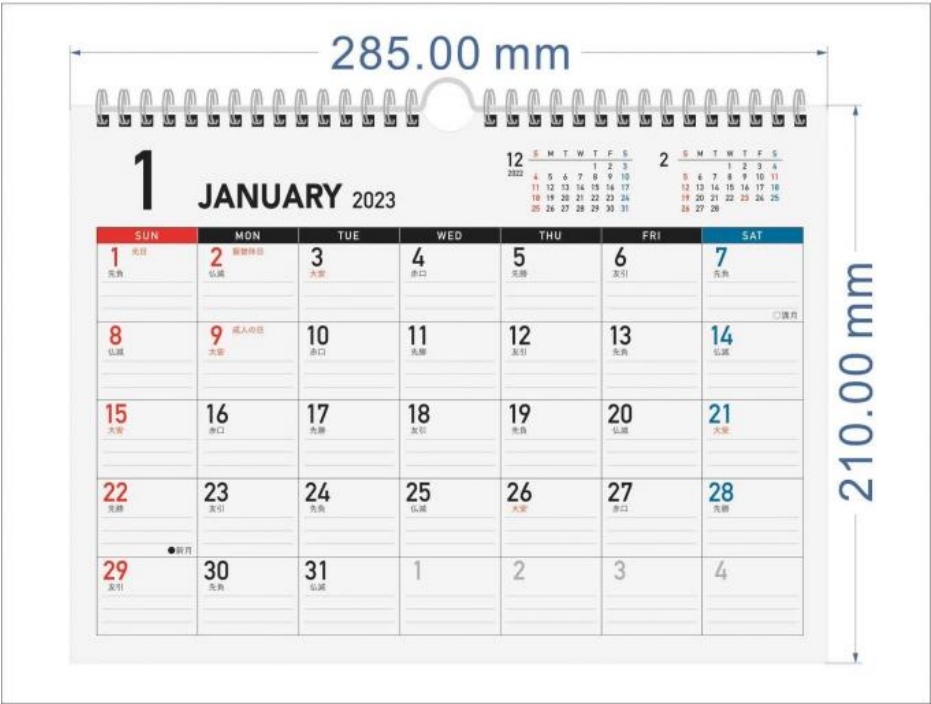 285.00 mm
1 JANUARY 2023
12 2022
S M T W T F S
1 2 3
4 5 6 7 8 9 10
11 12 13 14 15 16 17
18 19 20 21 22 23 24
25 26 27 28 29 30 31
2
S M T W T F S
1 2 3 4
5 6 7 8 9 10 11
12 13 14 15 16 17 18
19 20 21 22 23 24 25
26 27 28
SUN MON TUE WED THU FRI SAT
1 元日 2 振替休日 3 4 5 6 7
先負 仏滅 大安 赤口 先勝 友引 先負
○満月
8 9 成人の日 10 11 12 13 14
仏滅 大安 赤口 先勝 友引 先負 仏滅
15 16 17 18 19 20 21
大安 赤口 先勝 友引 先負 仏滅 大安
22 23 24 25 26 27 28
先勝 友引 先負 仏滅 大安 赤口 先勝
●新月
29 30 31 1 2 3 4
友引 先負 仏滅
210.00 mm